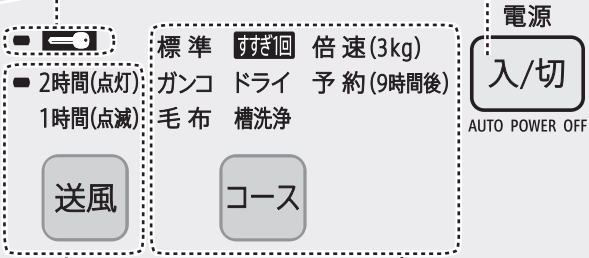 電源
標準 すすぎ1回 倍速(3kg)
入/切
2時間(点灯) ガンコ ドライ 予約(9時間後)
1時間(点滅) 毛布 槽洗浄
AUTO POWER OFF
送風 コース